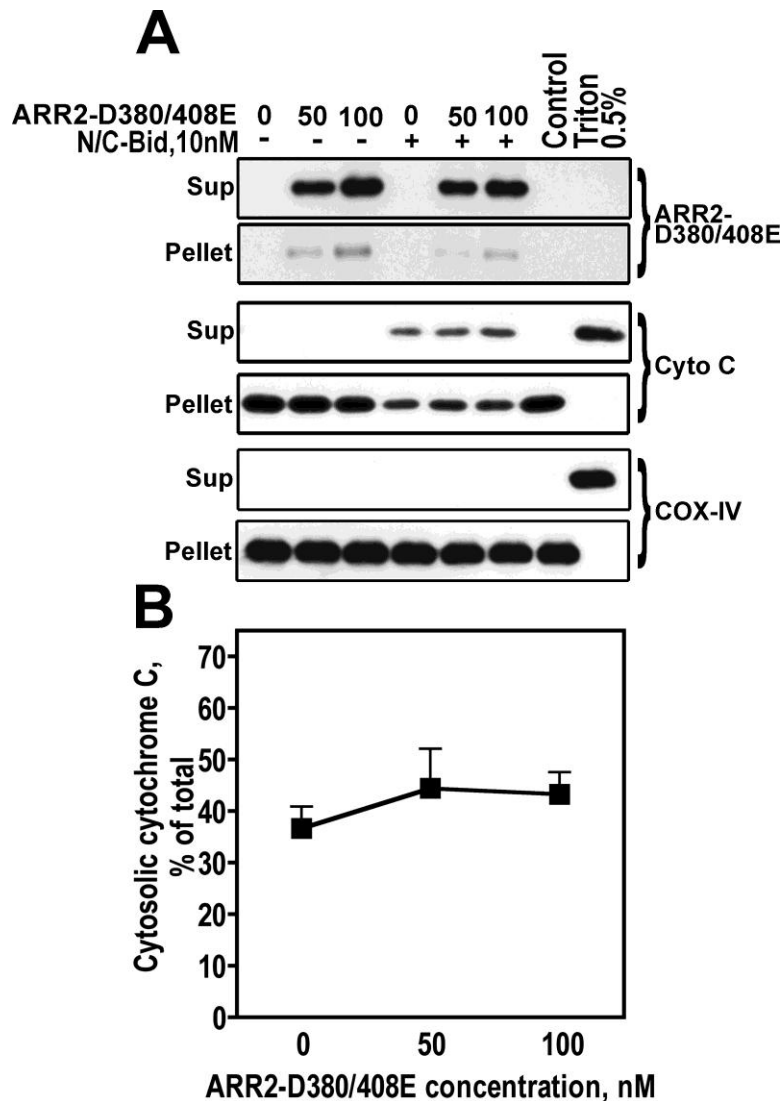 A
ARR2-D380/408E 0 50 100 0 50 100 Control Triton 0.5%
N/C-Bid,10nM - - - + + +
Sup
Pellet
ARR2-
D380/408E
Sup
Pellet
Cyto C
Sup
Pellet
COX-IV
B
Cytosolic cytochrome C,
% of total
70
60
50
40
30
20
10
0
0 50 100
ARR2-D380/408E concentration, nM